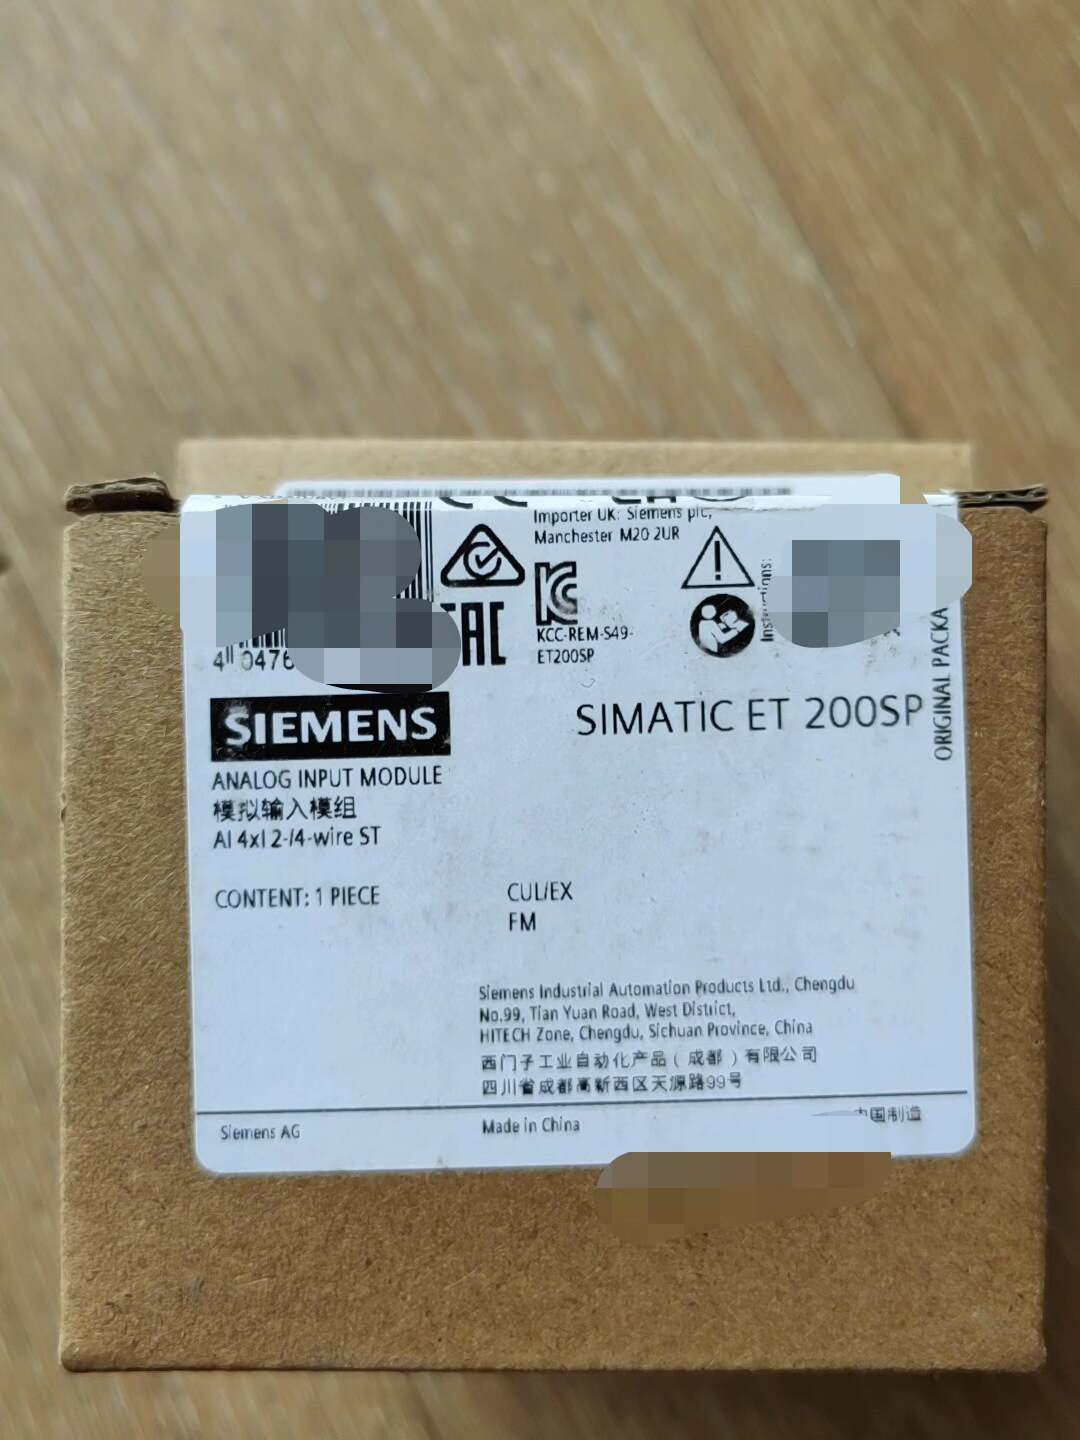 Importer UK: Siemens plc,
Manchester M20 2UR
KCC-REM-S49-
ET200SP
EAC
4 0476
ORIGINAL PACKA
SIEMENS
SIMATIC ET 200SP
ANALOG INPUT MODULE
模拟输入模组
AI 4xI 2-/4-wire ST
CONTENT: 1 PIECE
CUL/EX
FM
Siemens Industrial Automation Products Ltd., Chengdu
No.99, Tian Yuan Road, West District,
HITECH Zone, Chengdu, Sichuan Province, China
西门子工业自动化产品（成都）有限公司
四川省成都高新西区天源路99号
Siemens AG
Made in China
中国制造